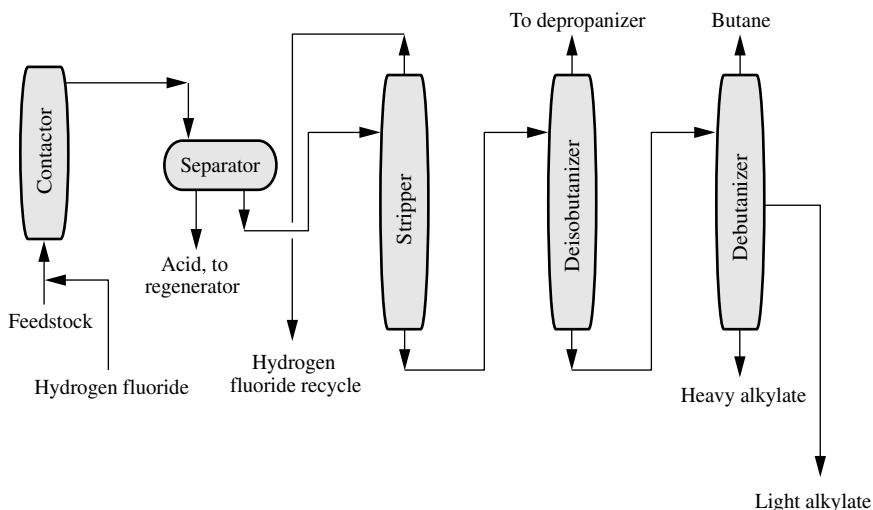 To depropanizer
Butane
Contactor
Separator
Stripper
Deisobutanizer
Debutanizer
Acid, to
regenerator
Feedstock
Hydrogen fluoride
Hydrogen
fluoride recycle
Heavy alkylate
Light alkylate